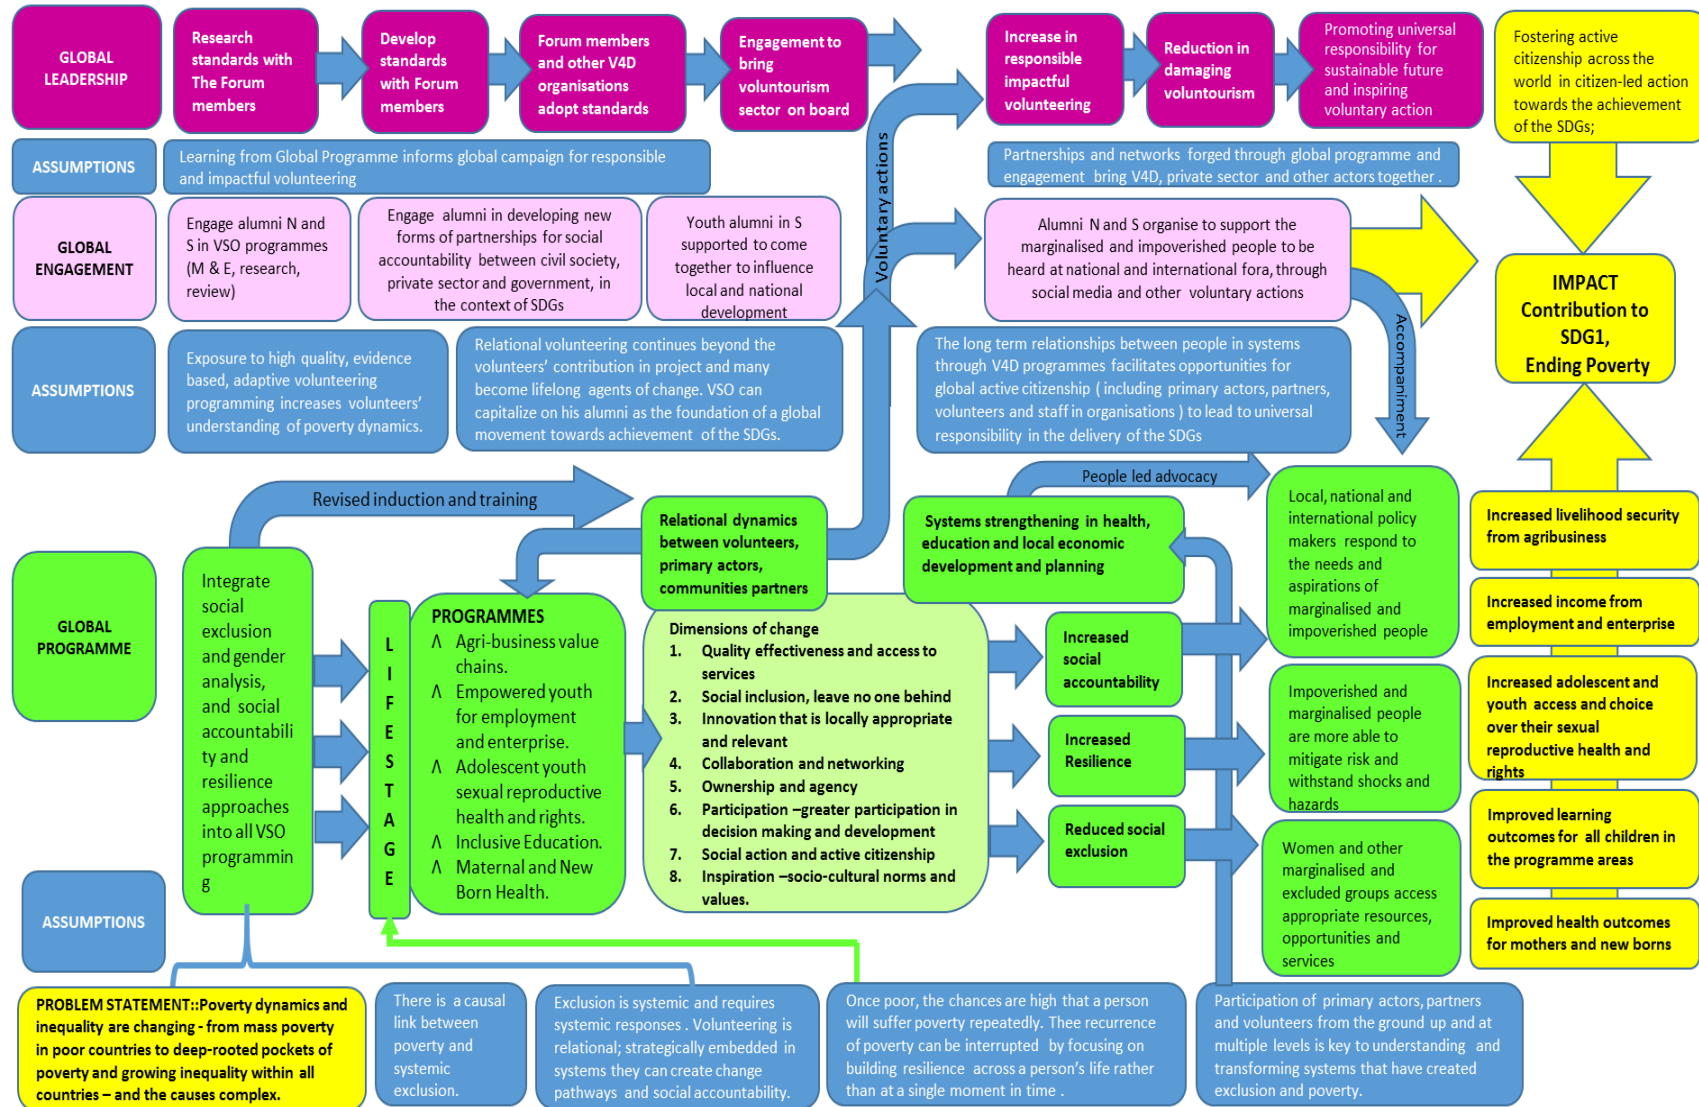 GLOBAL
LEADERSHIP
Research
standards with
The Forum
members
Develop
standards
with Forum
members
Forum members
and other V4D
organisations
adopt standards
Engagement to
bring
voluntourism
sector on board
Increase in
responsible
impactful
volunteering
Reduction in
damaging
voluntourism
Promoting universal
responsibility for
sustainable future
and inspiring
voluntary action
Fostering active
citizenship across the
world in citizen-led action
towards the achievement
of the SDGs;
ASSUMPTIONS
Learning from Global Programme informs global campaign for responsible
and impactful volunteering
Voluntary actions
Partnerships and networks forged through global programme and
engagement bring V4D, private sector and other actors together .
GLOBAL
ENGAGEMENT
Engage alumni N and
S in VSO programmes
(M & E, research,
review)
Engage alumni in developing new
forms of partnerships for social
accountability between civil society,
private sector and government, in
the context of SDGs
Youth alumni in S
supported to come
together to influence
local and national
development
Alumni N and S organise to support the
marginalised and impoverished people to be
heard at national and international fora, through
social media and other voluntary actions
IMPACT
Contribution to
SDG1,
Ending Poverty
Accompaniment
ASSUMPTIONS
Exposure to high quality, evidence
based, adaptive volunteering
programming increases volunteers'
understanding of poverty dynamics.
Relational volunteering continues beyond the
volunteers' contribution in project and many
become lifelong agents of change. VSO can
capitalize on his alumni as the foundation of a global
movement towards achievement of the SDGs.
The long term relationships between people in systems
through V4D programmes facilitates opportunities for
global active citizenship ( including primary actors, partners,
volunteers and staff in organisations ) to lead to universal
responsibility in the delivery of the SDGs
Revised induction and training
People led advocacy
GLOBAL
PROGRAMME
Integrate
social
exclusion
and gender
analysis,
and social
accountabili
ty and
resilience
approaches
into all VSO
programmin
g
L
I
F
E
S
T
A
G
E
Relational dynamics
between volunteers,
primary actors,
communities partners
PROGRAMMES
Λ Agri-business value
chains.
Λ Empowered youth
for employment
and enterprise.
Λ Adolescent youth
sexual reproductive
health and rights.
Λ Inclusive Education.
Λ Maternal and New
Born Health.
Dimensions of change
1. Quality effectiveness and access to
services
2. Social inclusion, leave no one behind
3. Innovation that is locally appropriate
and relevant
4. Collaboration and networking
5. Ownership and agency
6. Participation –greater participation in
decision making and development
7. Social action and active citizenship
8. Inspiration –socio-cultural norms and
values.
Systems strengthening in health,
education and local economic
development and planning
Increased
social
accountability
Increased
Resilience
Reduced social
exclusion
Local, national and
international policy
makers respond to
the needs and
aspirations of
marginalised and
impoverished people
Impoverished and
marginalised people
are more able to
mitigate risk and
withstand shocks and
hazards
Women and other
marginalised and
excluded groups access
appropriate resources,
opportunities and
services
Increased livelihood security
from agribusiness
Increased income from
employment and enterprise
Increased adolescent and
youth access and choice
over their sexual
reproductive health and
rights
Improved learning
outcomes for all children in
the programme areas
Improved health outcomes
for mothers and new borns
ASSUMPTIONS
PROBLEM STATEMENT::Poverty dynamics and
inequality are changing - from mass poverty
in poor countries to deep-rooted pockets of
poverty and growing inequality within all
countries – and the causes complex.
There is a causal
link between
poverty and
systemic
exclusion.
Exclusion is systemic and requires
systemic responses . Volunteering is
relational; strategically embedded in
systems they can create change
pathways and social accountability.
Once poor, the chances are high that a person
will suffer poverty repeatedly. Thee recurrence
of poverty can be interrupted by focusing on
building resilience across a person's life rather
than at a single moment in time .
Participation of primary actors, partners
and volunteers from the ground up and at
multiple levels is key to understanding and
transforming systems that have created
exclusion and poverty.